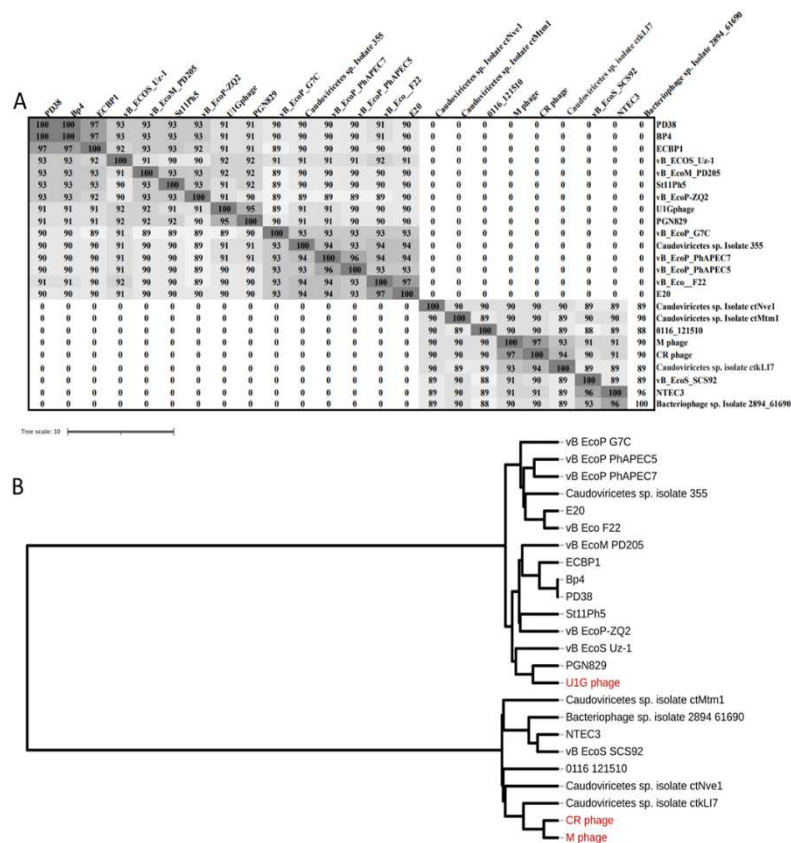 A
PD38
Bp4
ECBP1
vB_ECOS_Uz-1
vB_EcoM_PD205
St11Ph5
vB_EcoP-ZQ2
U1Gphage
PGN829
vB_EcoP_G7C
Caudoviricetes sp. Isolate 355
vB_EcoP_PhAPEC7
vB_EcoP_PhAPEC5
vB_Eco__F22
E20
Caudoviricetes sp. Isolate ctNve1
Caudoviricetes sp. Isolate ctMtm1
0116_121510
M phage
CR phage
Caudoviricetes sp. isolate ctkLI7
vB_EcoS_SCS92
NTEC3
Bacteriophage sp. Isolate 2894_61690
100 100 97 93 93 93 93 91 91 90 90 90 90 91 90 0 0 0 0 0 0 0 0 0 PD38
100 100 97 93 93 93 93 91 91 90 90 90 90 91 90 0 0 0 0 0 0 0 0 0 BP4
97 97 100 92 93 93 92 91 91 89 90 90 90 90 90 0 0 0 0 0 0 0 0 0 ECBP1
93 93 92 100 91 90 90 92 92 91 91 91 91 92 91 0 0 0 0 0 0 0 0 0 vB_ECOS_Uz-1
93 93 93 91 100 93 93 92 92 89 90 90 90 90 90 0 0 0 0 0 0 0 0 0 vB_EcoM_PD205
93 93 93 90 93 100 93 91 92 89 90 90 90 90 90 0 0 0 0 0 0 0 0 0 St11Ph5
93 93 92 90 93 93 100 91 90 89 89 89 89 89 90 0 0 0 0 0 0 0 0 0 vB_EcoP-ZQ2
91 91 91 92 92 91 91 100 95 89 91 91 90 90 90 0 0 0 0 0 0 0 0 0 U1Gphage
91 91 91 92 92 92 90 95 100 90 91 91 90 90 90 0 0 0 0 0 0 0 0 0 PGN829
90 90 89 91 89 89 89 89 90 100 93 93 93 93 93 0 0 0 0 0 0 0 0 0 vB_EcoP_G7C
90 90 90 91 90 90 89 91 91 93 100 94 93 94 94 0 0 0 0 0 0 0 0 0 Caudoviricetes sp. Isolate 355
90 90 90 91 90 90 89 91 91 93 94 100 96 94 94 0 0 0 0 0 0 0 0 0 vB_EcoP_PhAPEC7
90 90 90 91 90 90 89 90 90 93 93 96 100 93 93 0 0 0 0 0 0 0 0 0 vB_EcoP_PhAPEC5
91 91 90 92 90 90 89 90 90 93 94 94 93 100 97 0 0 0 0 0 0 0 0 0 vB_Eco__F22
90 90 90 91 90 90 90 90 90 93 94 94 93 97 100 0 0 0 0 0 0 0 0 0 E20
0 0 0 0 0 0 0 0 0 0 0 0 0 0 0 100 90 90 90 90 90 89 89 89 Caudoviricetes sp. Isolate ctNve1
0 0 0 0 0 0 0 0 0 0 0 0 0 0 0 90 100 89 90 90 89 90 90 90 Caudoviricetes sp. Isolate ctMtm1
0 0 0 0 0 0 0 0 0 0 0 0 0 0 0 90 89 100 90 90 89 88 89 88 0116_121510
0 0 0 0 0 0 0 0 0 0 0 0 0 0 0 90 90 90 100 97 93 91 91 90 M phage
0 0 0 0 0 0 0 0 0 0 0 0 0 0 0 90 90 90 97 100 94 90 91 90 CR phage
0 0 0 0 0 0 0 0 0 0 0 0 0 0 0 90 89 89 93 94 100 89 89 89 Caudoviricetes sp. isolate ctkLI7
0 0 0 0 0 0 0 0 0 0 0 0 0 0 0 89 90 88 91 90 89 100 96 93 vB_EcoS_SCS92
0 0 0 0 0 0 0 0 0 0 0 0 0 0 0 89 90 89 91 91 89 96 100 96 NTEC3
0 0 0 0 0 0 0 0 0 0 0 0 0 0 0 89 90 88 90 90 89 93 96 100 Bacteriophage sp. Isolate 2894_61690
Tree scale: 10
B
vB EcoP G7C
vB EcoP PhAPEC5
vB EcoP PhAPEC7
Caudoviricetes sp. isolate 355
E20
vB Eco F22
vB EcoM PD205
ECBP1
Bp4
PD38
St11Ph5
vB EcoP-ZQ2
vB EcoS Uz-1
PGN829
U1G phage
Caudoviricetes sp. isolate ctMtm1
Bacteriophage sp. isolate 2894 61690
NTEC3
vB EcoS SCS92
0116 121510
Caudoviricetes sp. isolate ctNve1
Caudoviricetes sp. isolate ctkLI7
CR phage
M phage